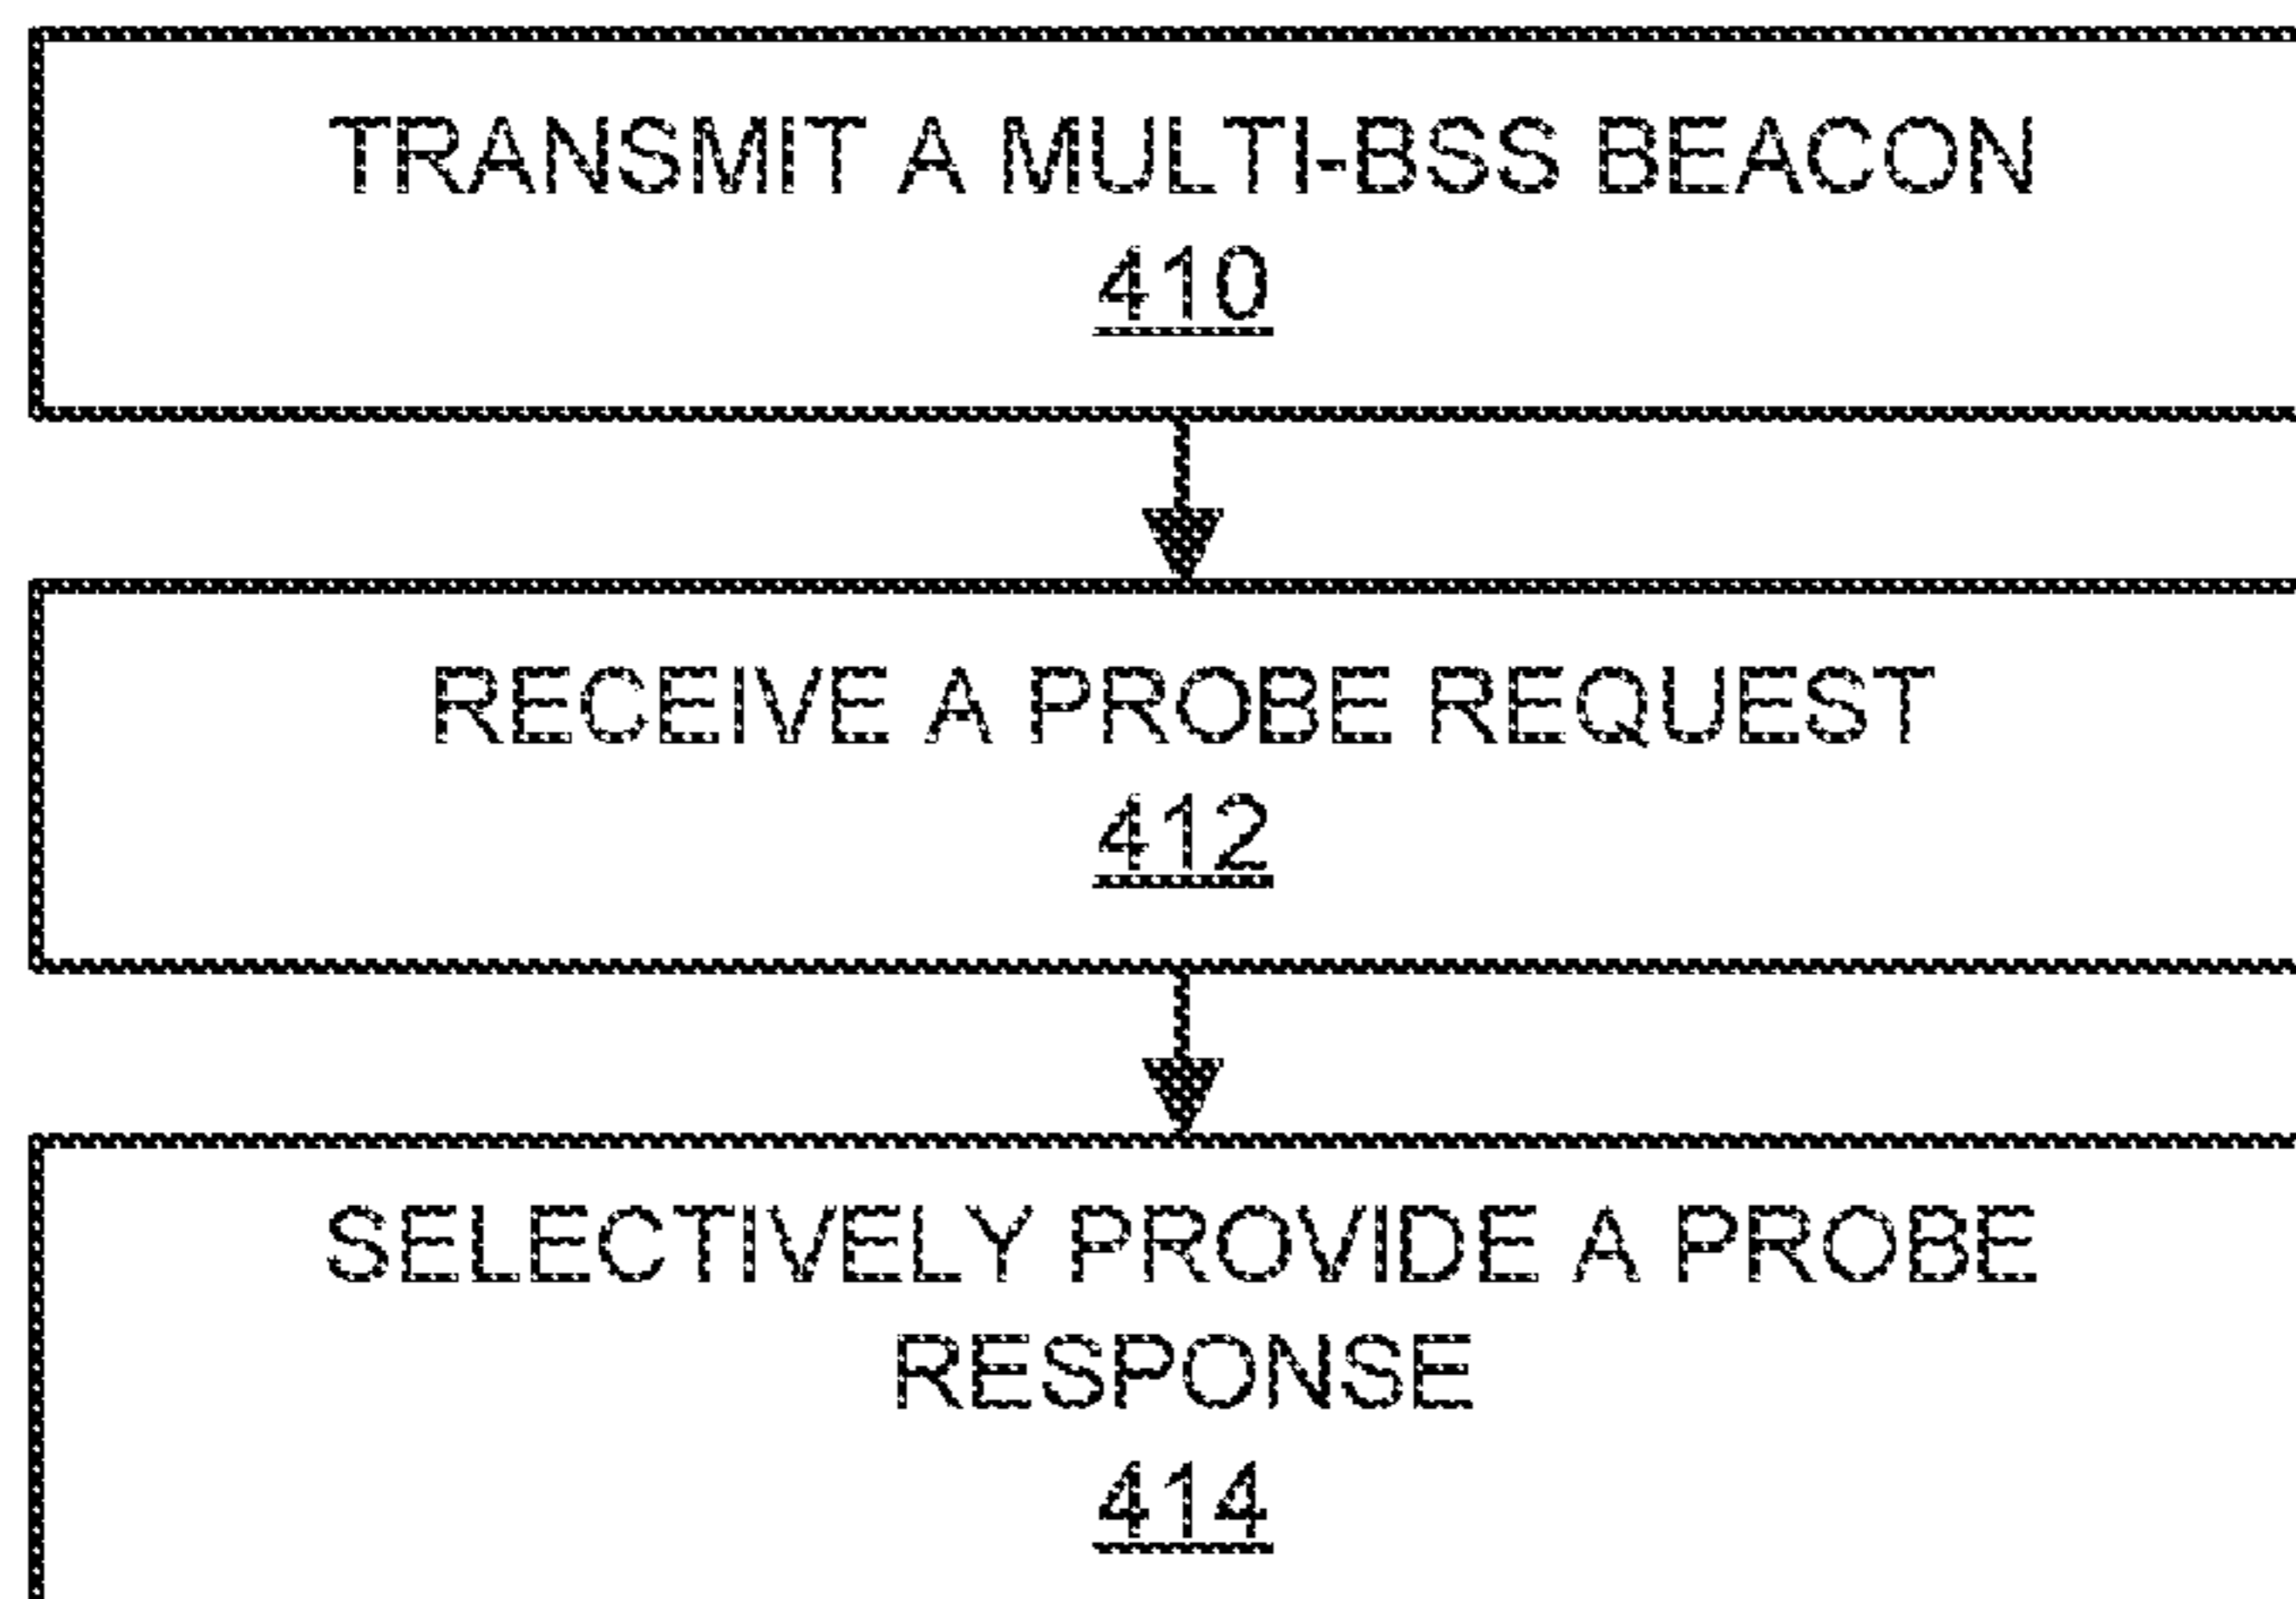 TRANSMIT A MULTI-BSS BEACON
410
RECEIVE A PROBE REQUEST
412
SELECTIVELY PROVIDE A PROBE
RESPONSE
414